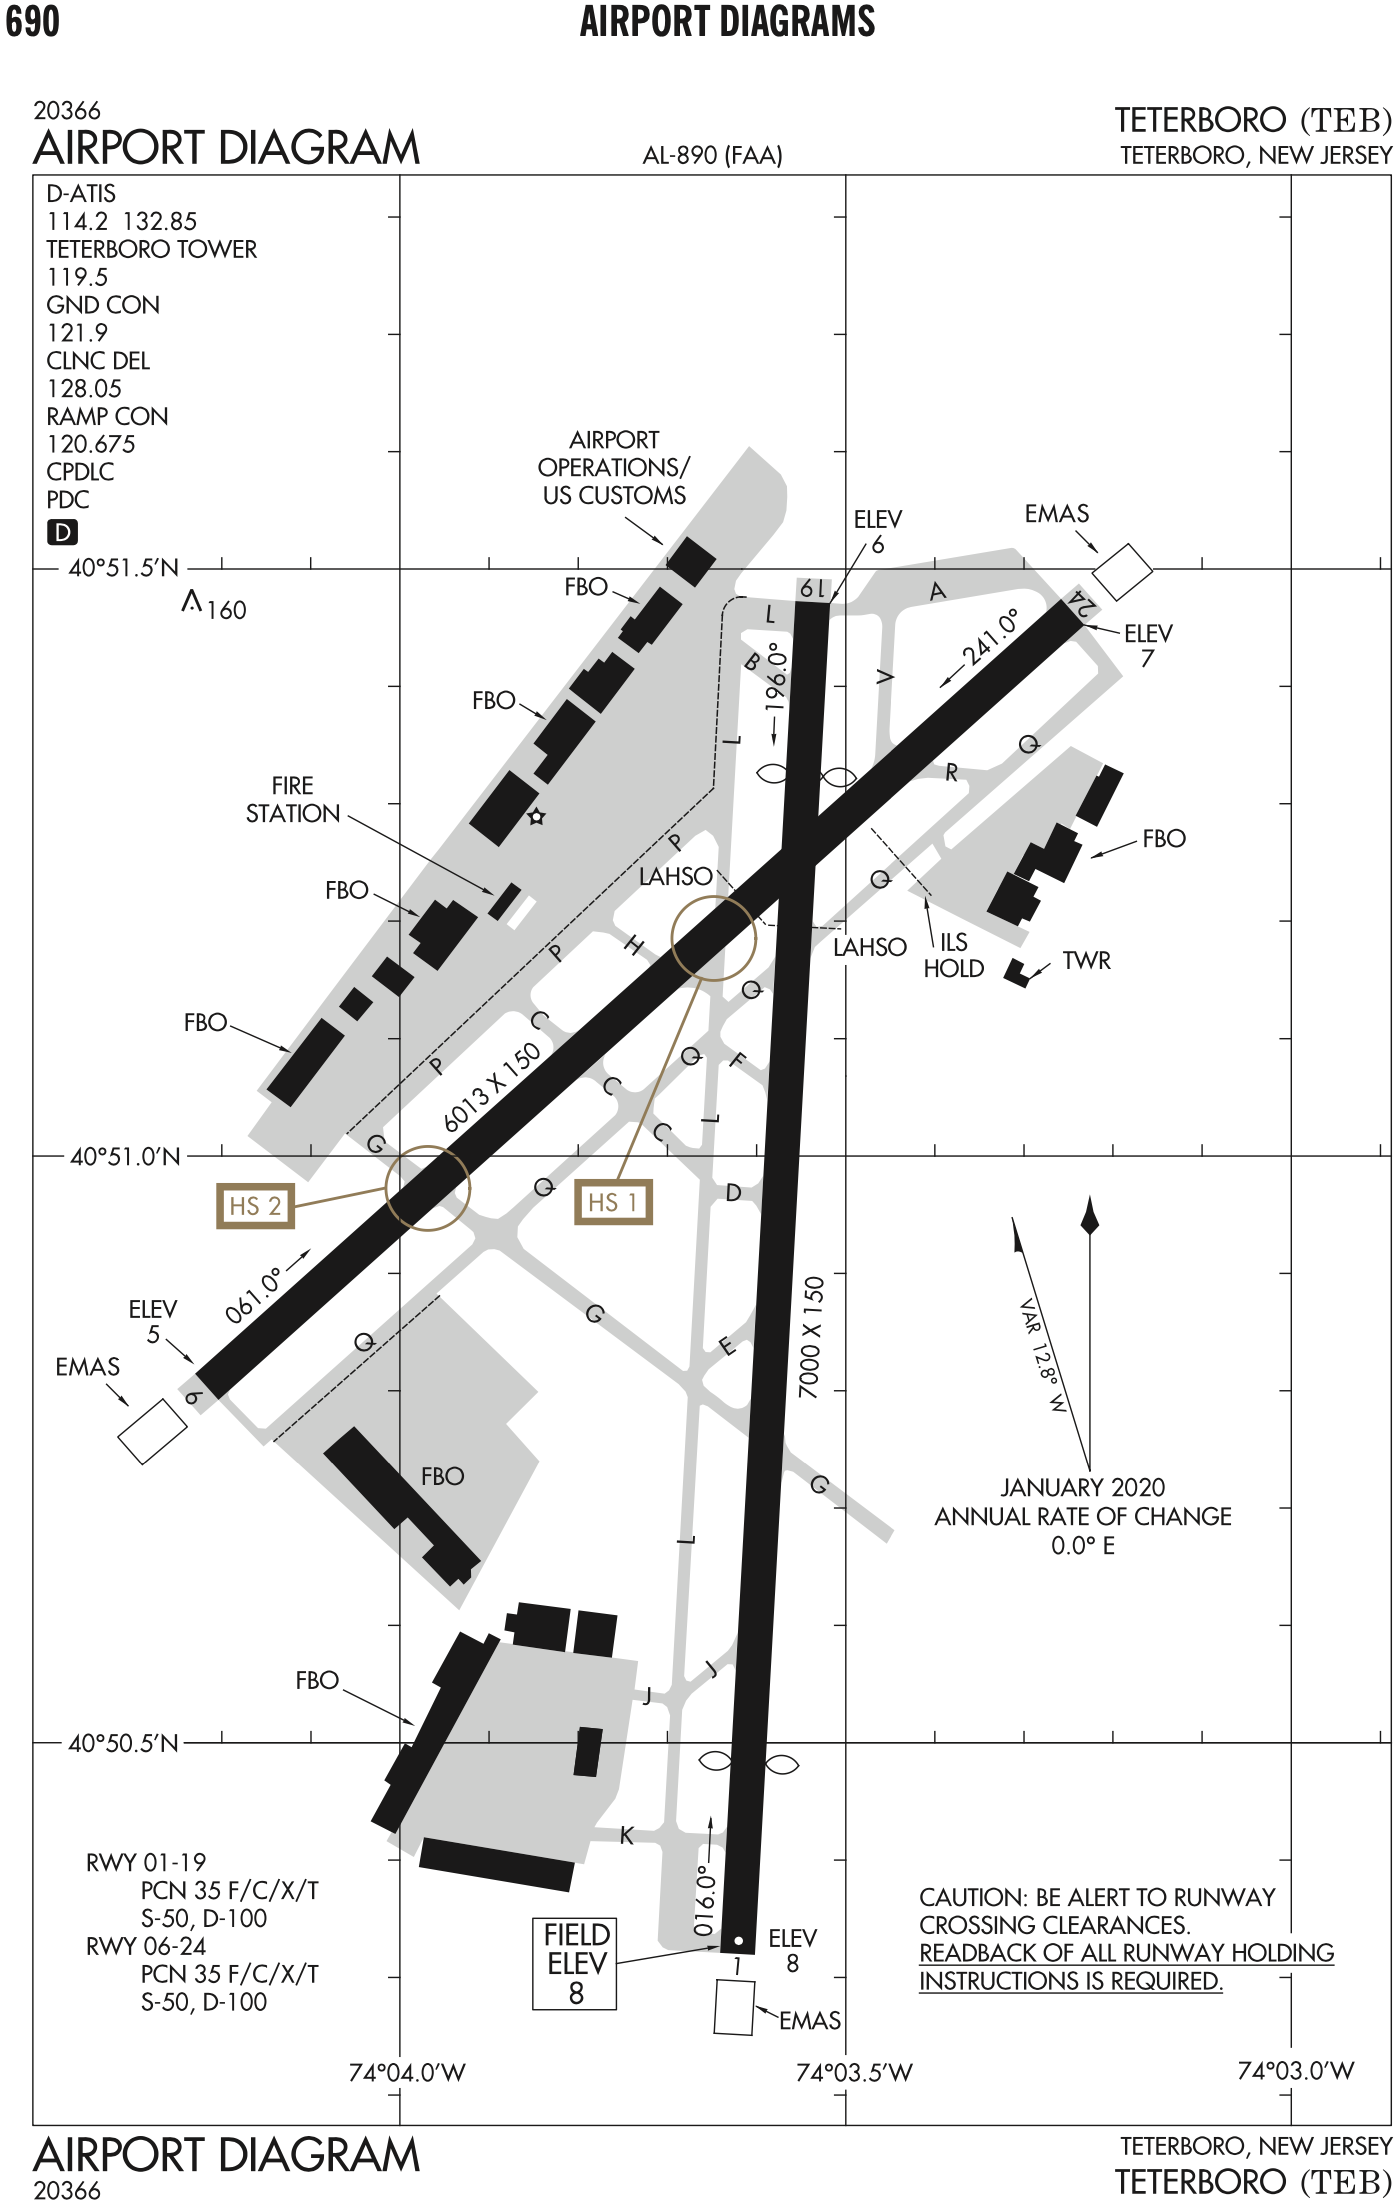 690
AIRPORT DIAGRAMS
20366
AIRPORT DIAGRAM
AL-890 (FAA)
TETERBORO (TEB)
TETERBORO, NEW JERSEY
D-ATIS
114.2 132.85
TETERBORO TOWER
119.5
GND CON
121.9
CLNC DEL
128.05
RAMP CON
120.675
CPDLC
PDC
D
AIRPORT
OPERATIONS/
US CUSTOMS
ELEV
6
EMAS
40°51.5'N
FBO
160
19
A
24
L
ELEV
7
B
196.0°
V
241.0°
FBO
L
Q
R
FIRE
STATION
P
FBO
LAHSO
Q
FBO
P
H
LAHSO
ILS
HOLD
TWR
Q
FBO
C
P
6013 X 150
Q
F
C
L
C
G
40°51.0'N
HS 2
Q
HS 1
D
061.0°
7000 X 150
ELEV
5
G
Q
E
VAR 12.8° W
EMAS
6
FBO
G
JANUARY 2020
ANNUAL RATE OF CHANGE
0.0° E
L
FBO
J
J
40°50.5'N
K
016.0°
RWY 01-19
PCN 35 F/C/X/T
S-50, D-100
RWY 06-24
PCN 35 F/C/X/T
S-50, D-100
FIELD
ELEV
8
1
ELEV
8
EMAS
CAUTION: BE ALERT TO RUNWAY
CROSSING CLEARANCES.
READBACK OF ALL RUNWAY HOLDING
INSTRUCTIONS IS REQUIRED.
74°04.0'W
74°03.5'W
74°03.0'W
AIRPORT DIAGRAM
20366
TETERBORO, NEW JERSEY
TETERBORO (TEB)